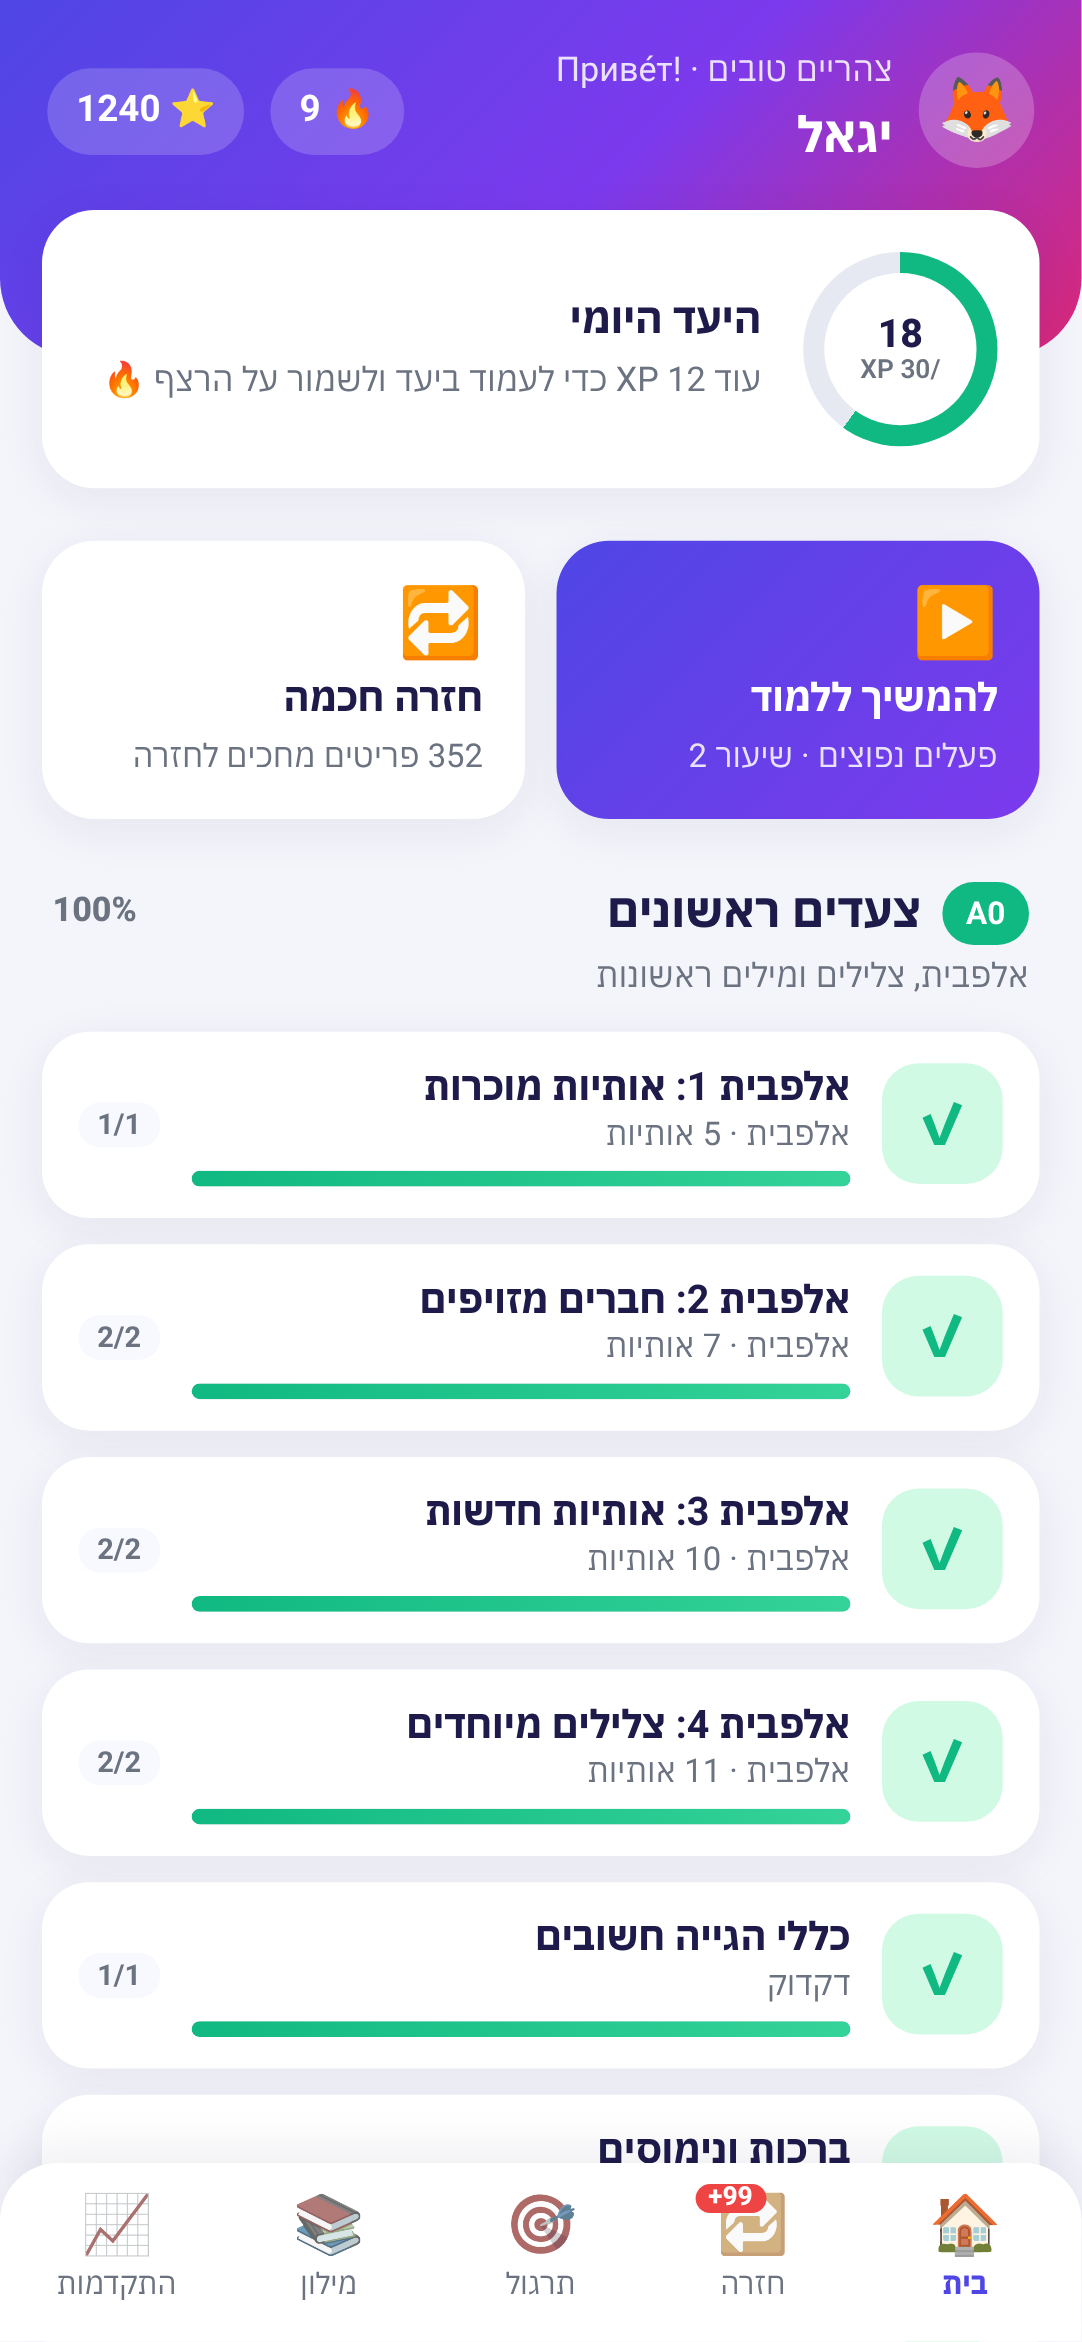 צהריים טובים · Приве́т!
יגאל
🔥 9
⭐ 1240
18
/30 XP
היעד היומי
עוד 12 XP כדי לעמוד ביעד ולשמור על הרצף 🔥
להמשיך ללמוד
פעלים נפוצים · שיעור 2
חזרה חכמה
352 פריטים מחכים לחזרה
A0 צעדים ראשונים
100%
אלפבית, צלילים ומילים ראשונות
אלפבית 1: אותיות מוכרות
אלפבית · 5 אותיות
1/1
אלפבית 2: חברים מזויפים
אלפבית · 7 אותיות
2/2
אלפבית 3: אותיות חדשות
אלפבית · 10 אותיות
2/2
אלפבית 4: צלילים מיוחדים
אלפבית · 11 אותיות
2/2
כללי הגייה חשובים
דקדוק
1/1
ברכות ונימוסים
בית
99+
חזרה
תרגול
מילון
התקדמות